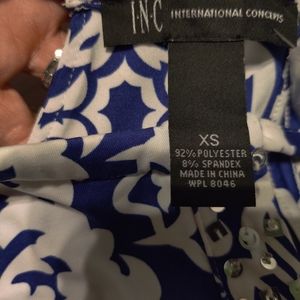 I·N·C INTERNATIONAL CONCEPTS
XS
92% POLYESTER
8% SPANDEX
MADE IN CHINA
WPL 8046